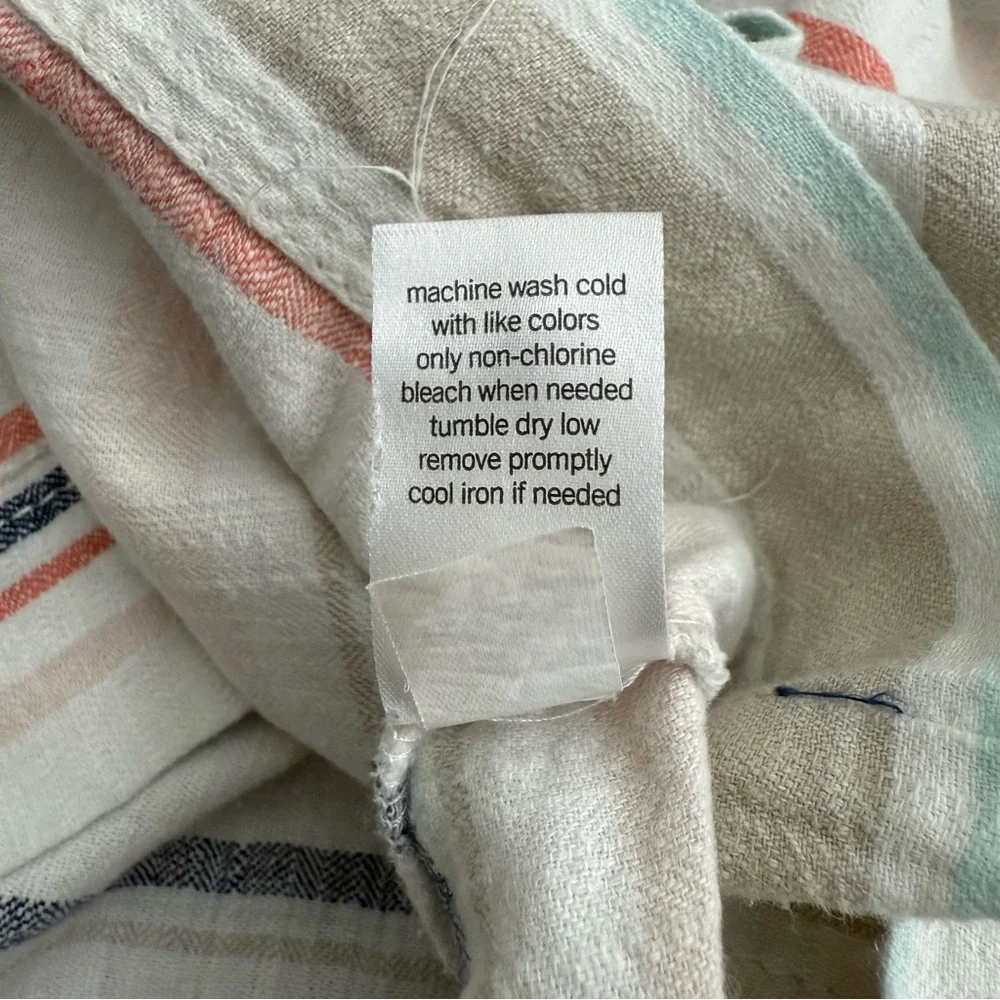 machine wash cold
with like colors
only non-chlorine
bleach when needed
tumble dry low
remove promptly
cool iron if needed